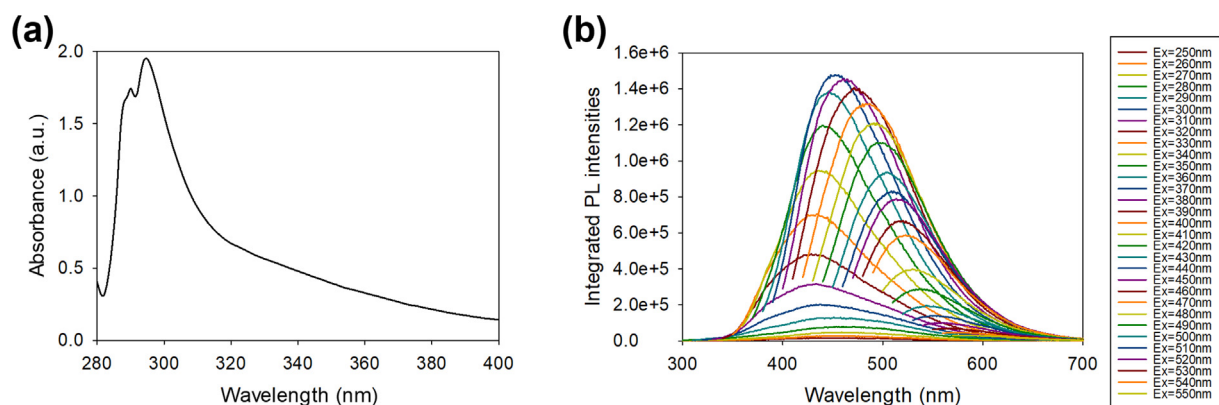 (a)
2.0
1.5
1.0
0.5
0.0
Absorbance (a.u.)
280 300 320 340 360 380 400
Wavelength (nm)
(b)
1.6e+6
1.4e+6
1.2e+6
1.0e+6
8.0e+5
6.0e+5
4.0e+5
2.0e+5
0.0
Integrated PL intensities
300 400 500 600 700
Wavelength (nm)
Ex=250nm
Ex=260nm
Ex=270nm
Ex=280nm
Ex=290nm
Ex=300nm
Ex=310nm
Ex=320nm
Ex=330nm
Ex=340nm
Ex=350nm
Ex=360nm
Ex=370nm
Ex=380nm
Ex=390nm
Ex=400nm
Ex=410nm
Ex=420nm
Ex=430nm
Ex=440nm
Ex=450nm
Ex=460nm
Ex=470nm
Ex=480nm
Ex=490nm
Ex=500nm
Ex=510nm
Ex=520nm
Ex=530nm
Ex=540nm
Ex=550nm